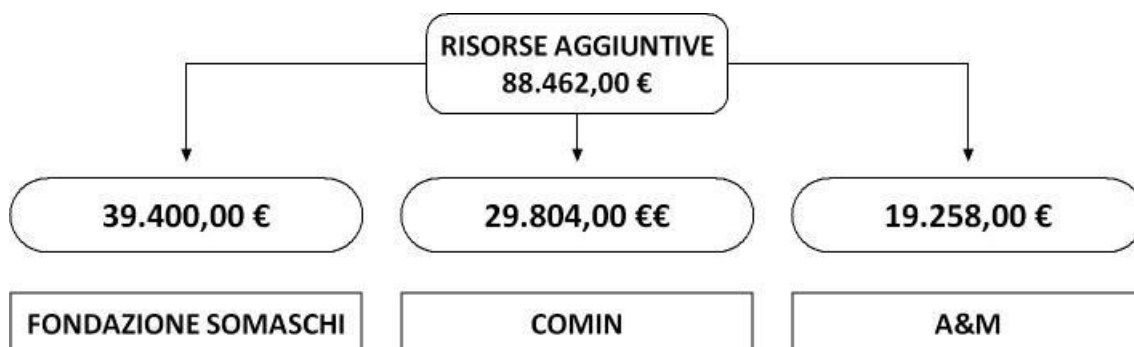 RISORSE AGGIUNTIVE
88.462,00 €
39.400,00 €
29.804,00 €€
19.258,00 €
FONDAZIONE SOMASCHI
COMIN
A&M